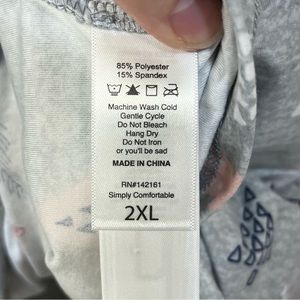 85% Polyester
15% Spandex
Machine Wash Cold
Gentle Cycle
Do Not Bleach
Hang Dry
Do Not Iron
or you'll be sad
MADE IN CHINA
RN#142161
Simply Comfortable
2XL